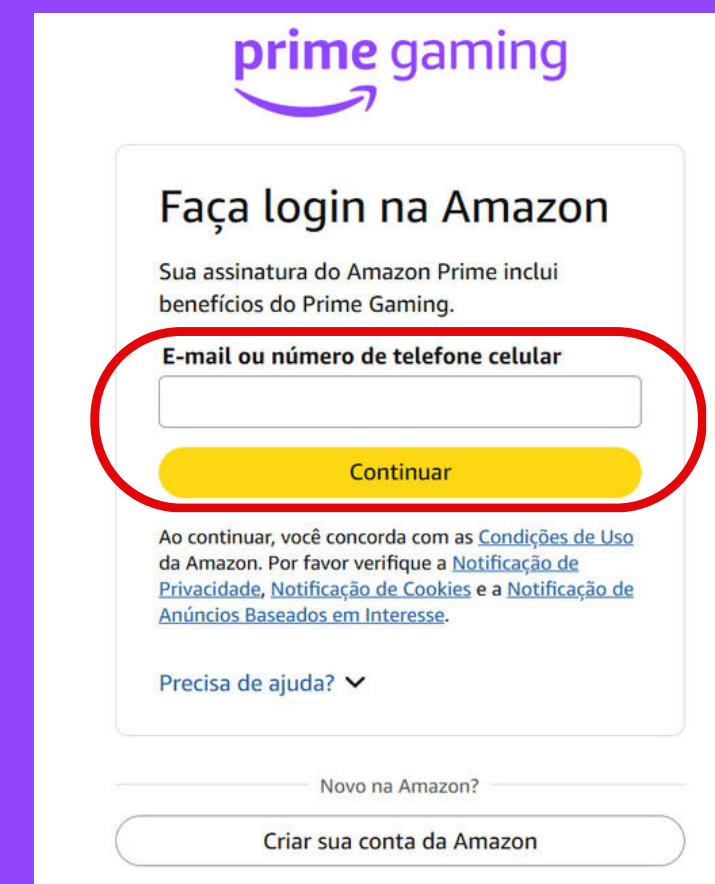 prime gaming
Faça login na Amazon
Sua assinatura do Amazon Prime inclui
benefícios do Prime Gaming.
E-mail ou número de telefone celular
Continuar
Ao continuar, você concorda com as Condições de Uso
da Amazon. Por favor verifique a Notificação de
Privacidade, Notificação de Cookies e a Notificação de
Anúncios Baseados em Interesse.
Precisa de ajuda?
Novo na Amazon?
Criar sua conta da Amazon